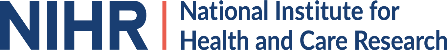 NIHR | National Institute for
Health and Care Research